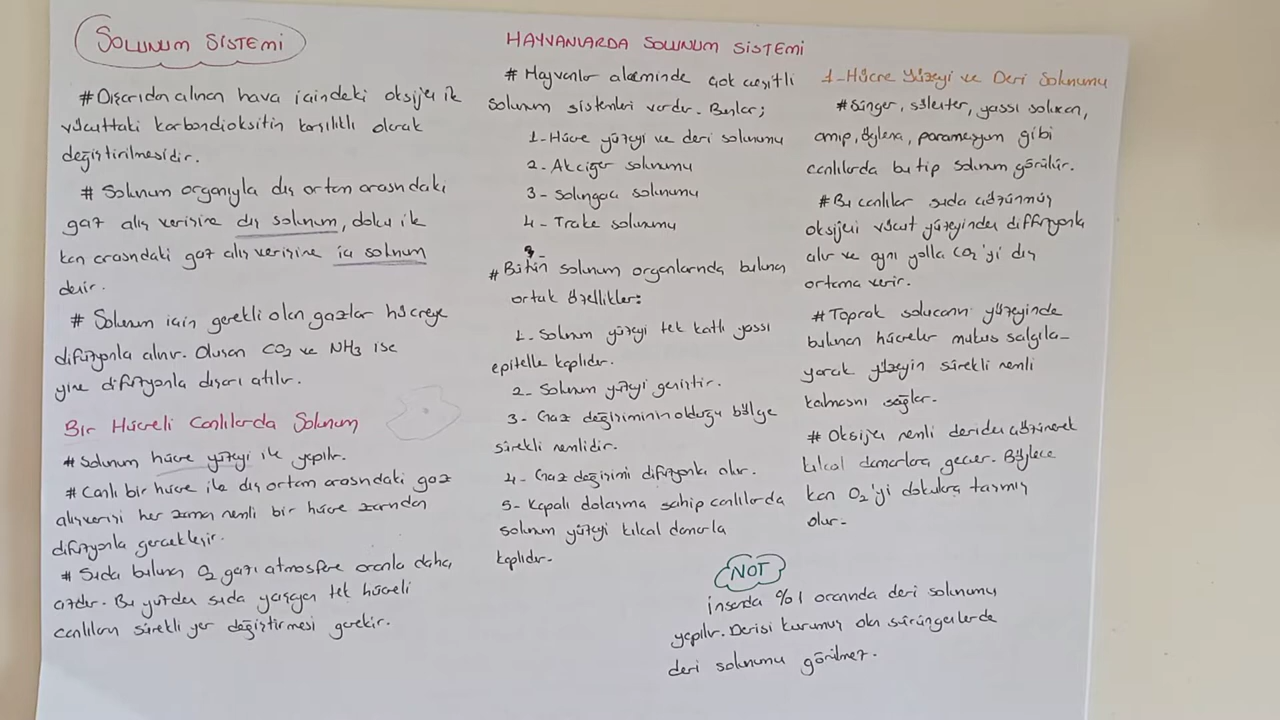 SOLUNUM SİSTEMİ
# Dışarıdan alınan hava içindeki oksijen ile
vücuttaki karbondioksitin karşılıklı olarak
değiştirilmesidir.
# Solunum organıyla dış ortam arasındaki
gaz alış verişine dış solunum, doku ile
kan arasındaki gaz alış verişine iç solunum
denir.
# Solunum için gerekli olan gazlar hücreye
difüzyonla alınır. Oluşan CO2 ve NH3 ise
yine difüzyonla dışarı atılır.
Bir Hücreli Canlılarda Solunum
# Solunum hücre yüzeyi ile yapılır.
# Canlı bir hücre ile dış ortam arasındaki gaz
alışverişi her zaman nemli bir hücre zarından
difüzyonla gerçekleşir.
# Suda bulunan O2 gazı atmosfere oranla daha
azdır. Bu yüzden suda yaşayan tek hücreli
canlıların sürekli yer değiştirmesi gerekir.
HAYVANLARDA SOLUNUM SİSTEMİ
# Hayvanlar aleminde çok çeşitli
solunum sistemleri vardır. Bunlar;
1- Hücre yüzeyi ve deri solunumu
2- Akciğer solunumu
3- Solungaç solunumu
4- Trake solunumu
# Bütün solunum organlarında bulunan
ortak özellikler:
1- Solunum yüzeyi tek katlı yassı
epitelle kaplıdır.
2- Solunum yüzeyi geniştir.
3- Gaz değişiminin olduğu bölge
sürekli nemlidir.
4- Gaz değişimi difüzyonla olur.
5- Kapalı dolaşıma sahip canlılarda
solunum yüzeyi kılcal damarla
kaplıdır.
1- Hücre Yüzeyi ve Deri Solunumu
# Sünger, sölenter, yassı solucan,
amip, öglena, paramesyum gibi
canlılarda bu tip solunum görülür.
# Bu canlılar suda çözünmüş
oksijeni vücut yüzeyinden difüzyonla
alır ve aynı yolla CO2'yi dış
ortama verir.
# Toprak solucanın yüzeyinde
bulunan hücreler mukus salgıla-
yarak yüzeyin sürekli nemli
kalmasını sağlar.
# Oksijen nemli deriden çözünerek
kılcal damarlara geçer. Böylece
kan O2'yi dokulara taşımış
olur.
NOT
İnsanda %1 oranında deri solunumu
yapılır. Derisi kurumuş olan sürüngenlerde
deri solunumu görülmez.